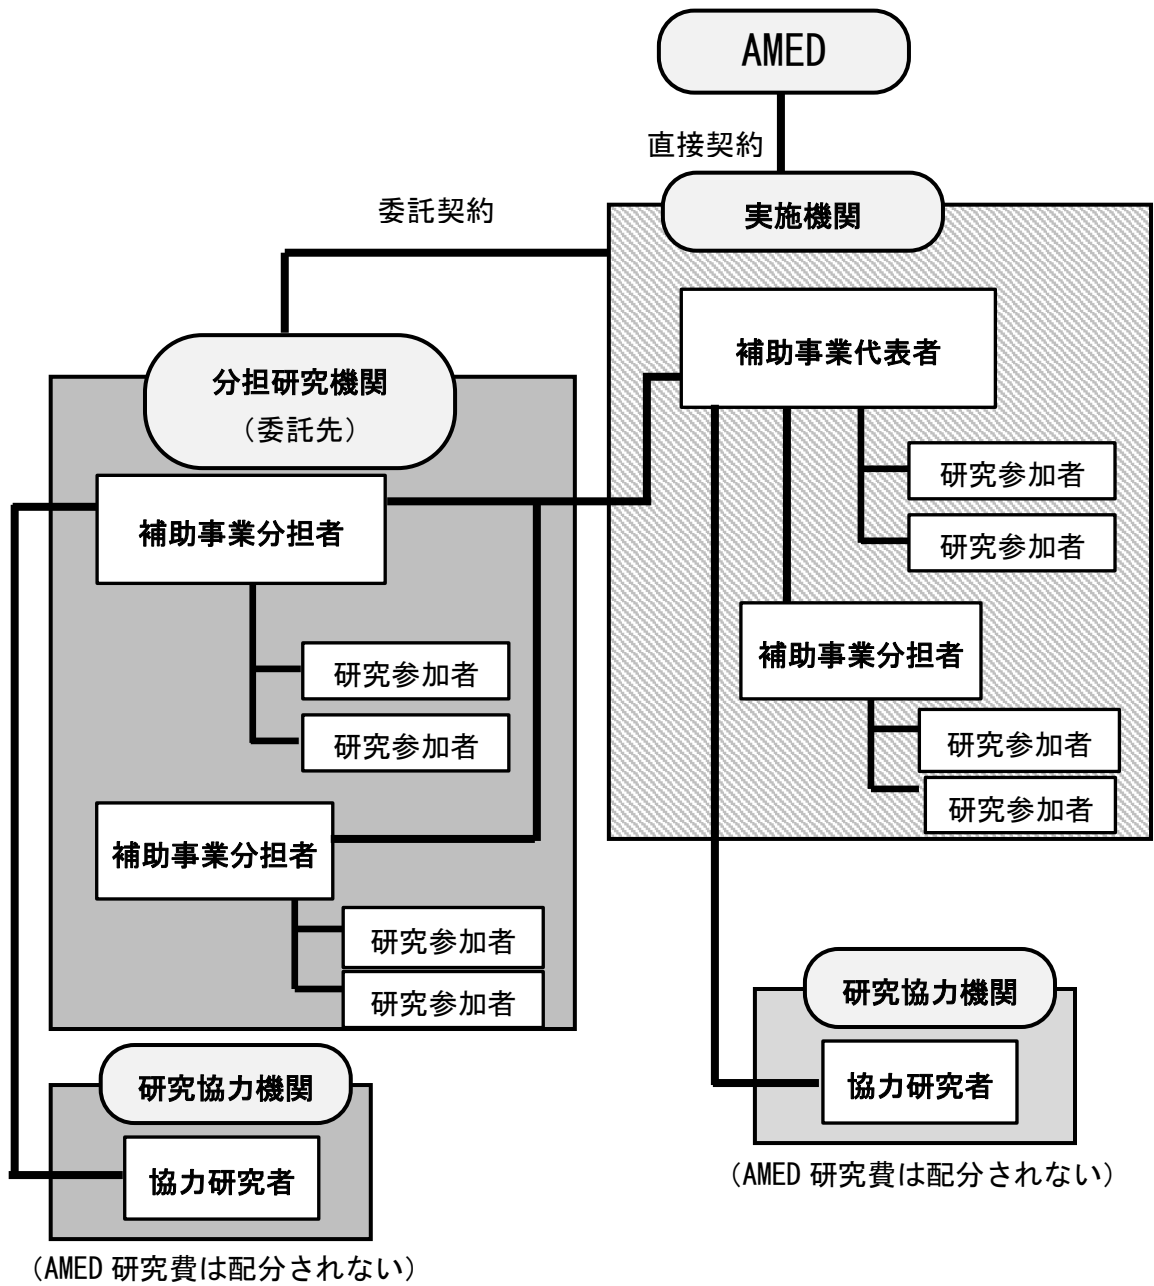 AMED
直接契約
実施機関
委託契約
補助事業代表者
分担研究機関
（委託先）
研究参加者
研究参加者
補助事業分担者
補助事業分担者
研究参加者
研究参加者
研究参加者
研究参加者
補助事業分担者
研究参加者
研究参加者
研究協力機関
協力研究者
（AMED 研究費は配分されない）
研究協力機関
協力研究者
（AMED 研究費は配分されない）